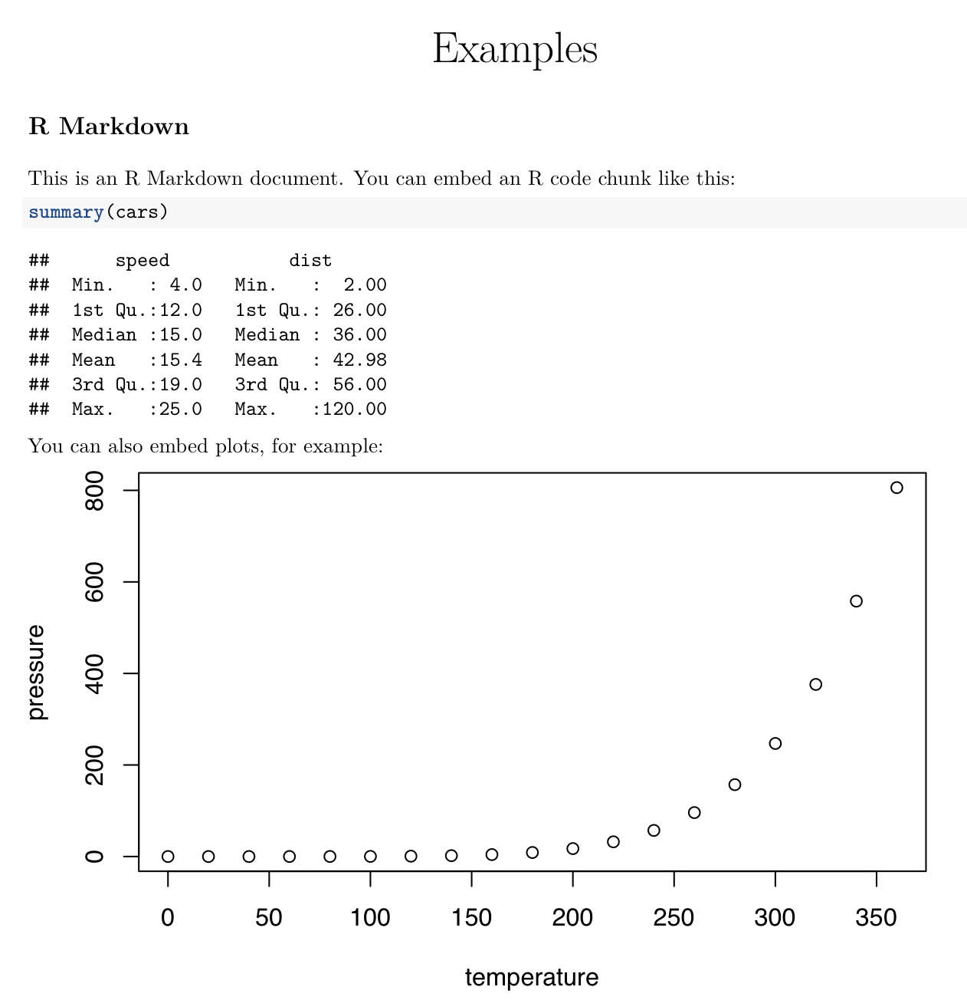 Examples
R Markdown
This is an R Markdown document. You can embed an R code chunk like this:
summary(cars)
##      speed           dist
##  Min.   : 4.0   Min.   :  2.00
##  1st Qu.:12.0   1st Qu.: 26.00
##  Median :15.0   Median : 36.00
##  Mean   :15.4   Mean   : 42.98
##  3rd Qu.:19.0   3rd Qu.: 56.00
##  Max.   :25.0   Max.   :120.00
You can also embed plots, for example:
800
600
400
200
0
pressure
0 50 100 150 200 250 300 350
temperature